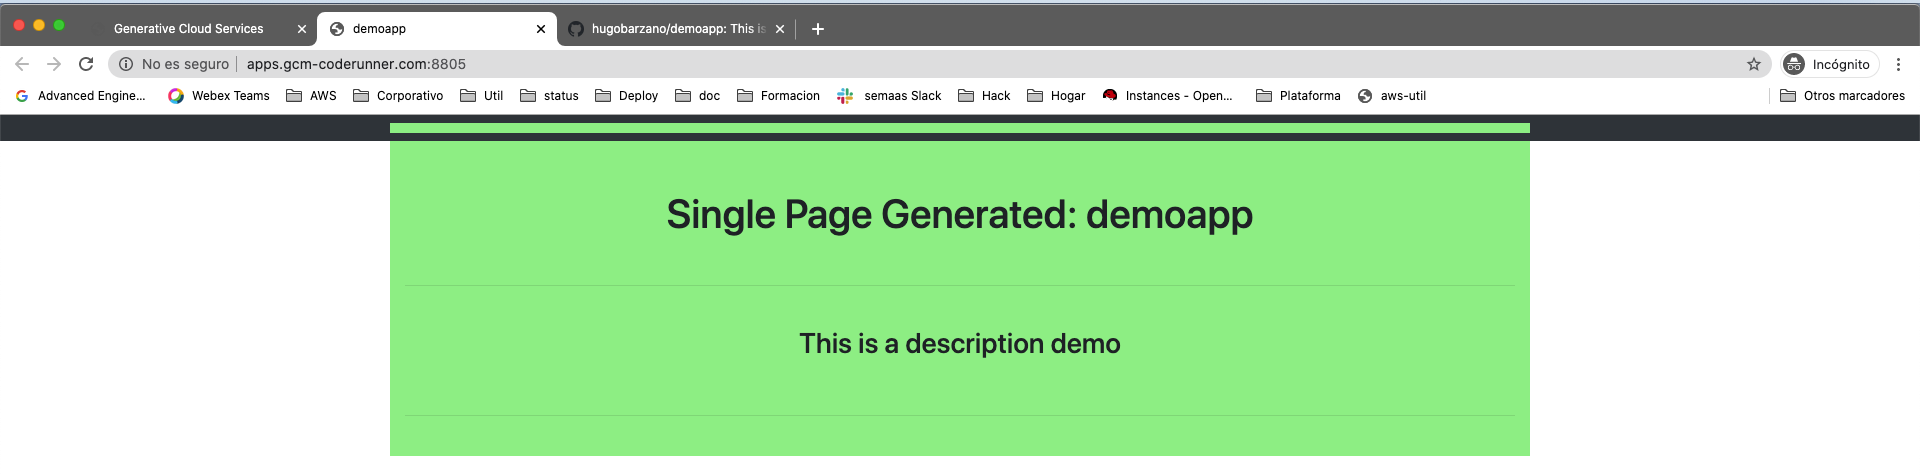 Generative Cloud Services
demoapp
hugobarzano/demoapp: This is
No es seguro apps.gcm-coderunner.com:8805
Incógnito
Advanced Engine... Webex Teams AWS Corporativo Util status Deploy doc Formacion semaas Slack Hack Hogar Instances - Open... Plataforma aws-util Otros marcadores
Single Page Generated: demoapp
This is a description demo